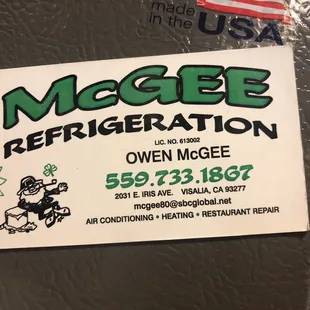 made
in the USA
McGEE
REFRIGERATION
LIC. NO. 613002
OWEN McGEE
559.733.1867
2031 E. IRIS AVE. VISALIA, CA 93277
mcgee80@sbcglobal.net
AIR CONDITIONING • HEATING • RESTAURANT REPAIR